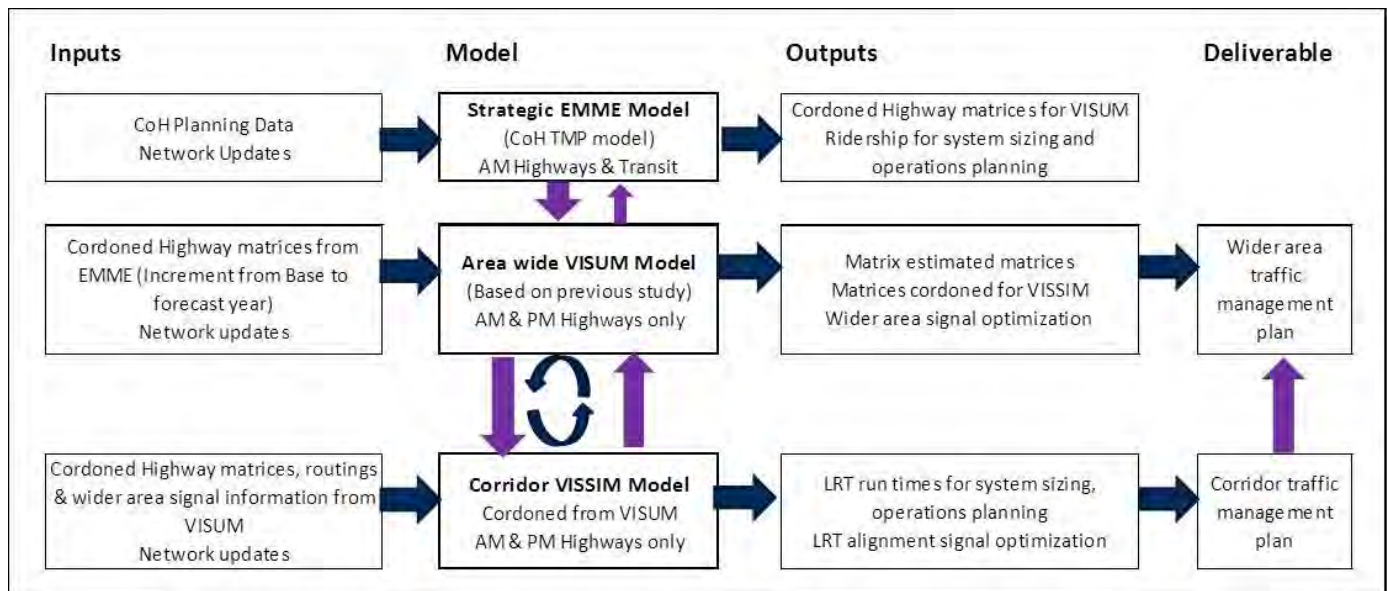 Inputs
Model
Outputs
Deliverable
CoH Planning Data
Network Updates
Strategic EMME Model
(CoH TMP model)
AM Highways & Transit
Cordoned Highway matrices for VISUM
Ridership for system sizing and
operations planning
Cordoned Highway matrices from
EMME (Increment from Base to
forecast year)
Network updates
Area wide VISUM Model
(Based on previous study)
AM & PM Highways only
Matrix estimated matrices
Matrices cordoned for VISSIM
Wider area signal optimization
Wider area
traffic
management
plan
Cordoned Highway matrices, routings
& wider area signal information from
VISUM
Network updates
Corridor VISSIM Model
Cordoned from VISUM
AM & PM Highways only
LRT run times for system sizing,
operations planning
LRT alignment signal optimization
Corridor traffic
management
plan